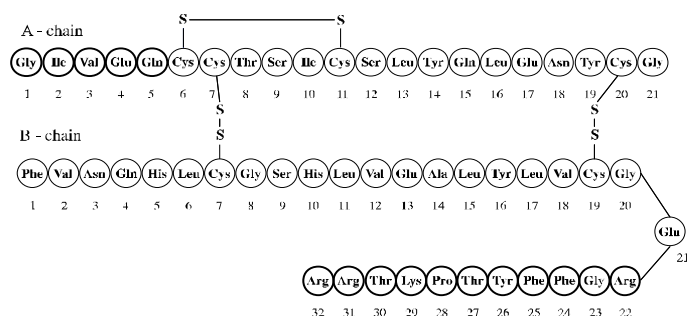 S S
A - chain
Gly Ile Val Glu Gln Cys Cys Thr Ser Ile Cys Ser Leu Tyr Gln Leu Glu Asn Tyr Cys Gly
1 2 3 4 5 6 7 8 9 10 11 12 13 14 15 16 17 18 19 20 21
S S
B - chain S S
Phe Val Asn Gln His Leu Cys Gly Ser His Leu Val Glu Ala Leu Tyr Leu Val Cys Gly
1 2 3 4 5 6 7 8 9 10 11 12 13 14 15 16 17 18 19 20
Glu
21
Arg Arg Thr Lys Pro Thr Tyr Phe Phe Gly Arg
32 31 30 29 28 27 26 25 24 23 22